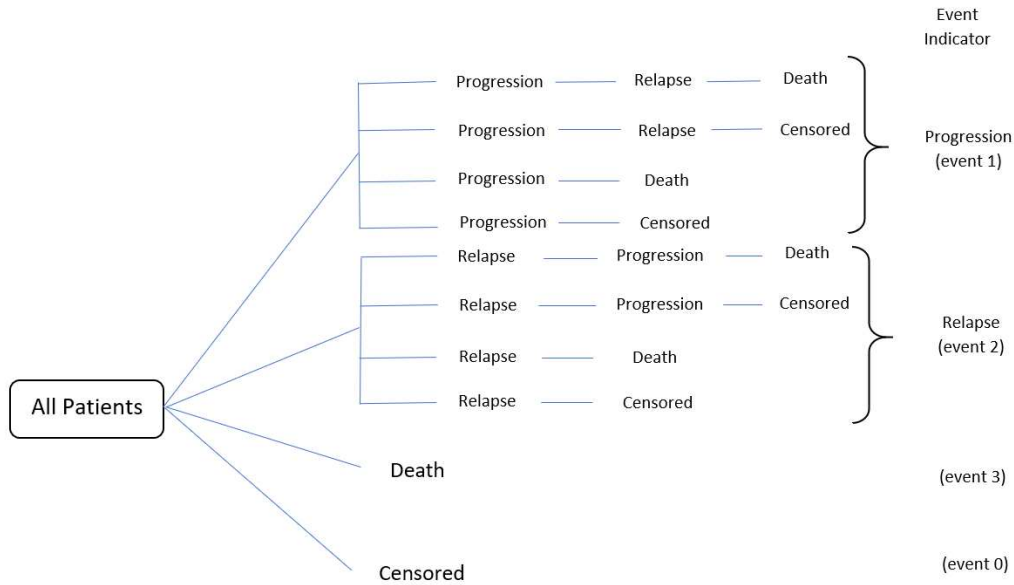 Event
Indicator
Progression Relapse Death
Progression Relapse Censored
Progression
(event 1)
Progression Death
Progression Censored
Relapse Progression Death
Relapse Progression Censored
Relapse
(event 2)
Relapse Death
Relapse Censored
All Patients
Death
(event 3)
Censored
(event 0)